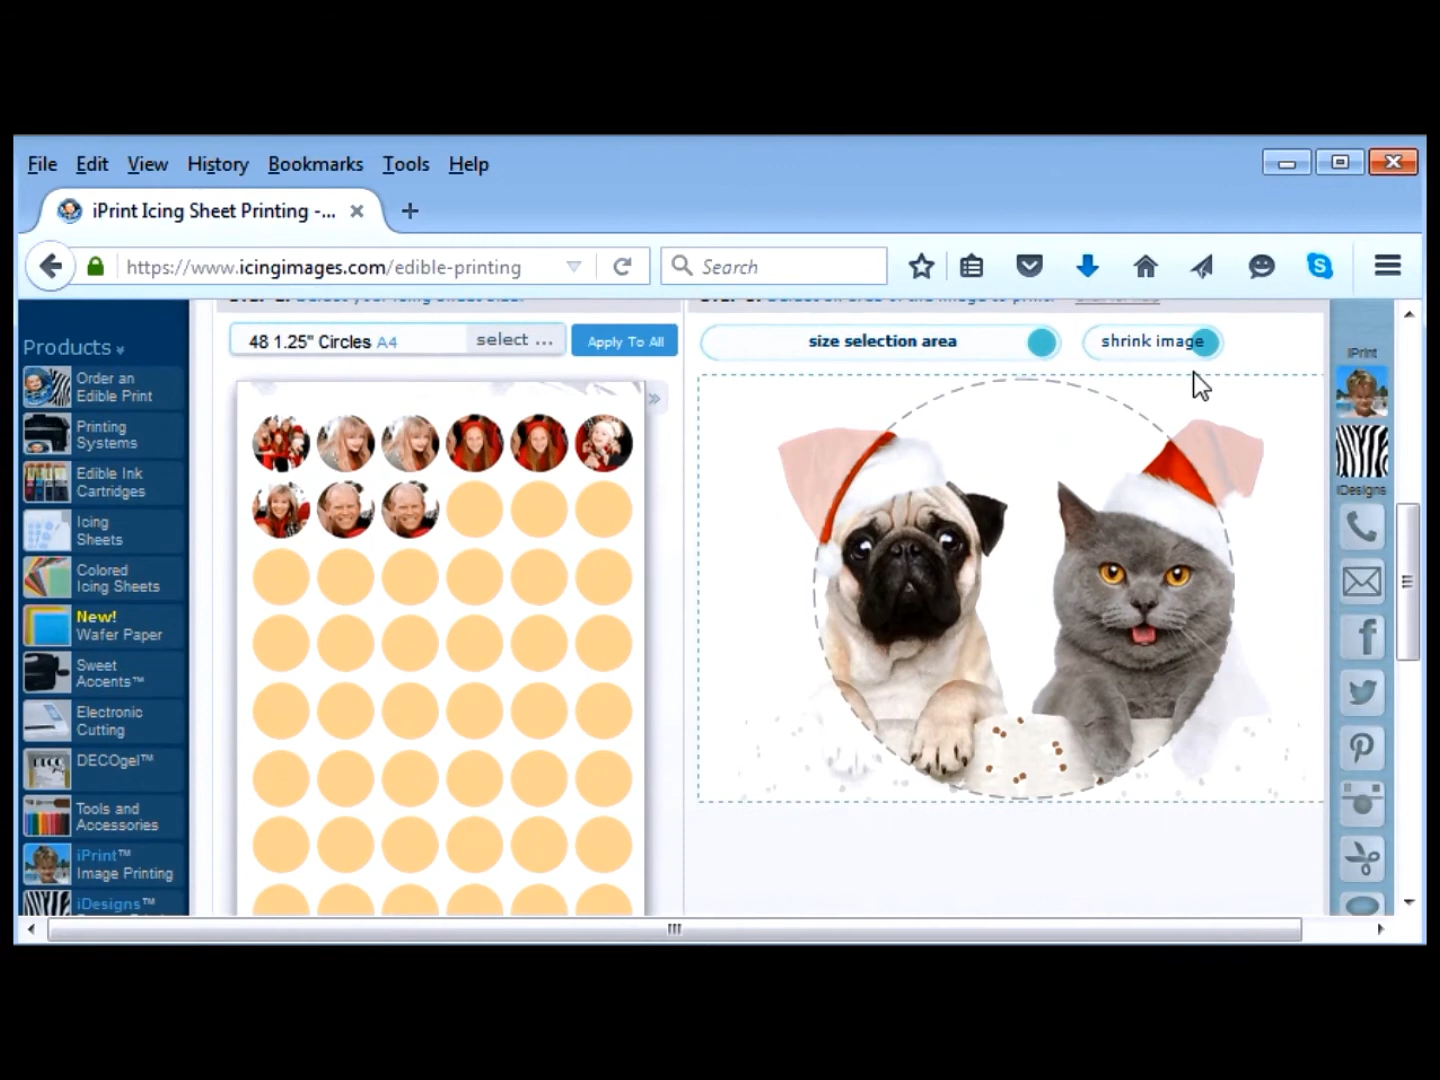 File Edit View History Bookmarks Tools Help
iPrint Icing Sheet Printing -...
https://www.icingimages.com/edible-printing
Search
Products
Order an
Edible Print
Printing
Systems
Edible Ink
Cartridges
Icing
Sheets
Colored
Icing Sheets
New!
Wafer Paper
Sweet
Accents™
Electronic
Cutting
DECOgel™
Tools and
Accessories
iPrint™
Image Printing
iDesigns™
48 1.25" Circles A4
select ...
Apply To All
size selection area
shrink image
iPrint
iDesigns